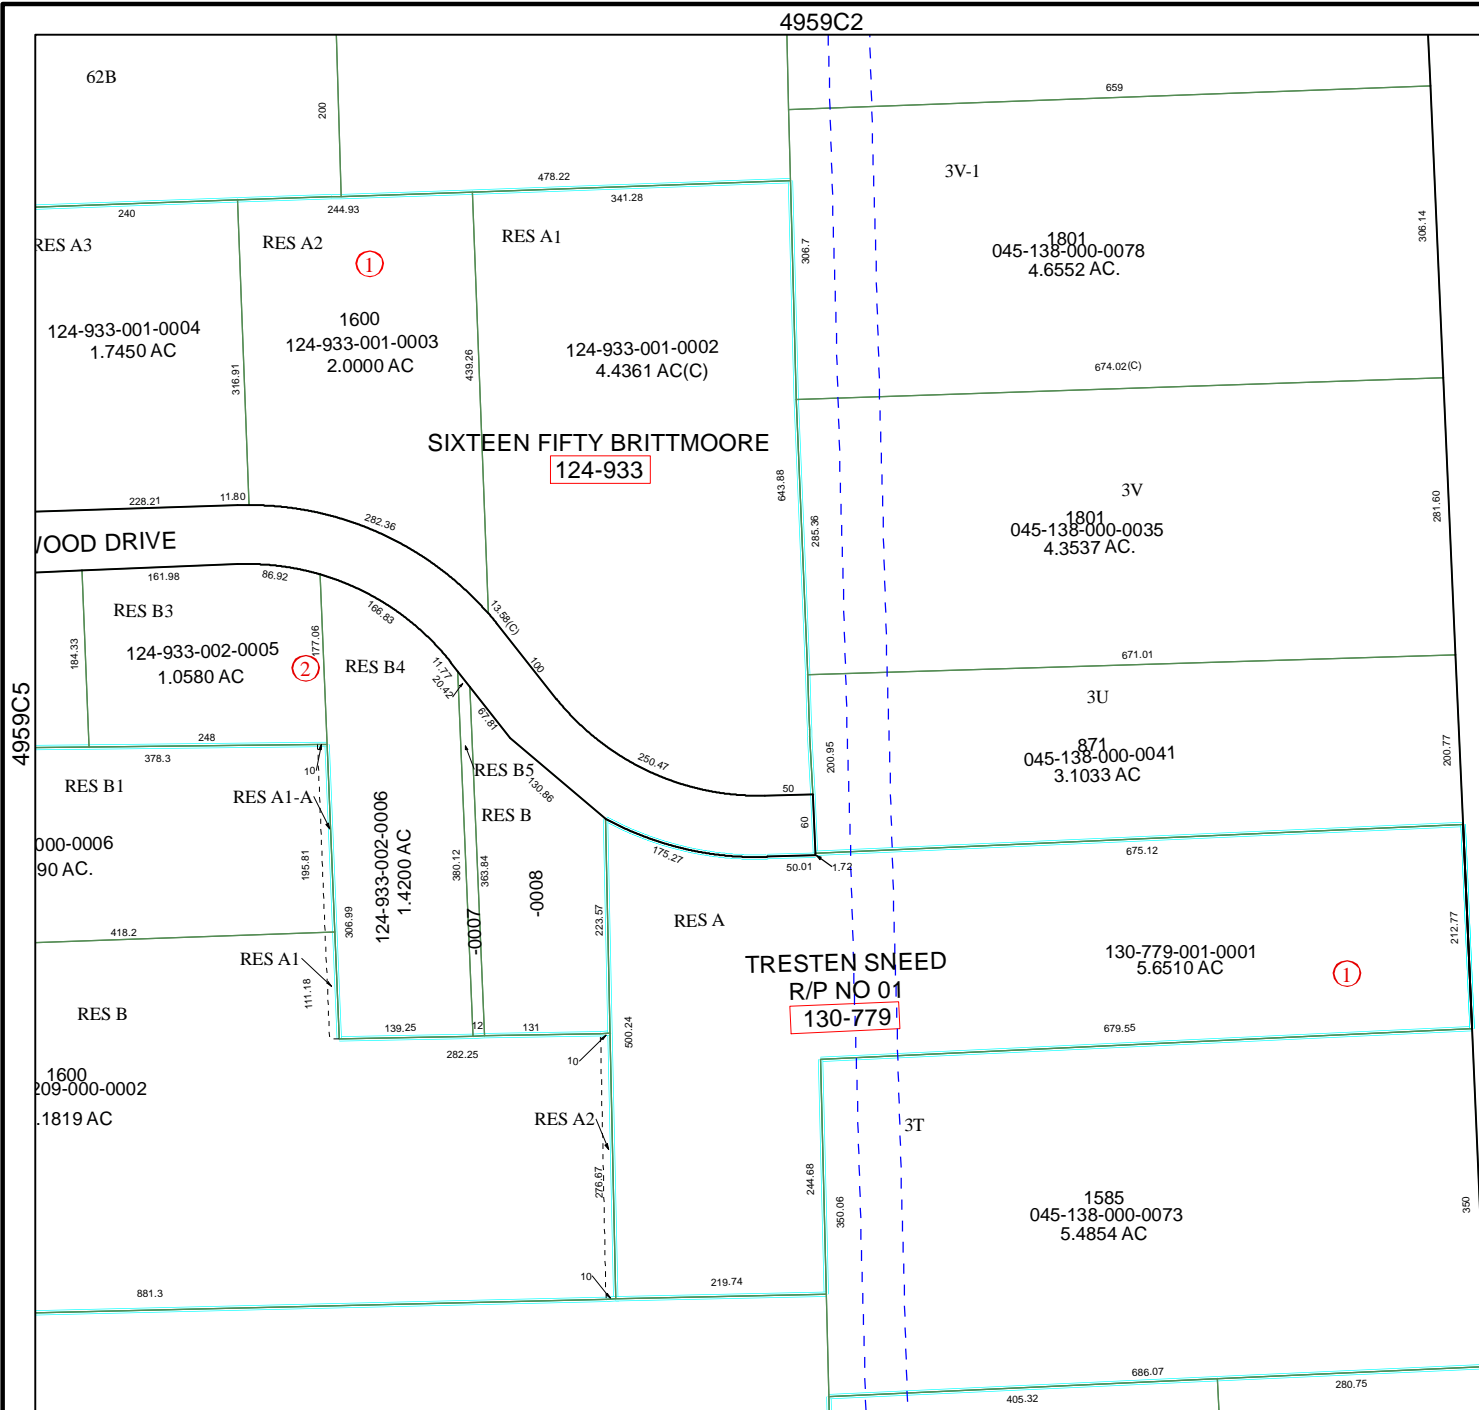 4959C2
62B
200
659
3V-1
478.22
240
244.93
341.28
RES A3
RES A2
1
RES A1
306.7
1801
045-138-000-0078
4.6552 AC.
306.14
124-933-001-0004
1.7450 AC
1600
124-933-001-0003
2.0000 AC
124-933-001-0002
4.4361 AC(C)
316.91
439.26
674.02(C)
SIXTEEN FIFTY BRITTMOORE
124-933
643.88
285.36
3V
1801
045-138-000-0035
4.3537 AC.
281.60
228.21
11.80
282.36
WOOD DRIVE
161.98
86.92
166.83
13.58(C)
100
RES B3
184.33
124-933-002-0005
1.0580 AC
2
177.06
RES B4
11.77
20.42
67.81
671.01
3U
871
045-138-000-0041
3.1033 AC
200.95
200.77
4959C5
248
378.3
10
RES B1
RES A1-A
RES B5
130.86
RES B
250.47
50
60
000-0006
90 AC.
195.81
124-933-002-0006
1.4200 AC
380.12
363.84
-0007
-0008
175.27
50.01
1.72
675.12
306.99
223.57
RES A
418.2
RES A1
111.18
TRESTEN SNEED
R/P NO 01
130-779
130-779-001-0001
5.6510 AC
1
212.77
RES B
139.25
12
131
282.25
10
500.24
679.55
1600
209-000-0002
.1819 AC
RES A2
276.67
3T
244.68
350.06
1585
045-138-000-0073
5.4854 AC
350
10
881.3
219.74
686.07
405.32
280.75